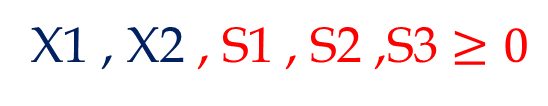 X1 , X2 , S1 , S2 ,S3 ≥ 0